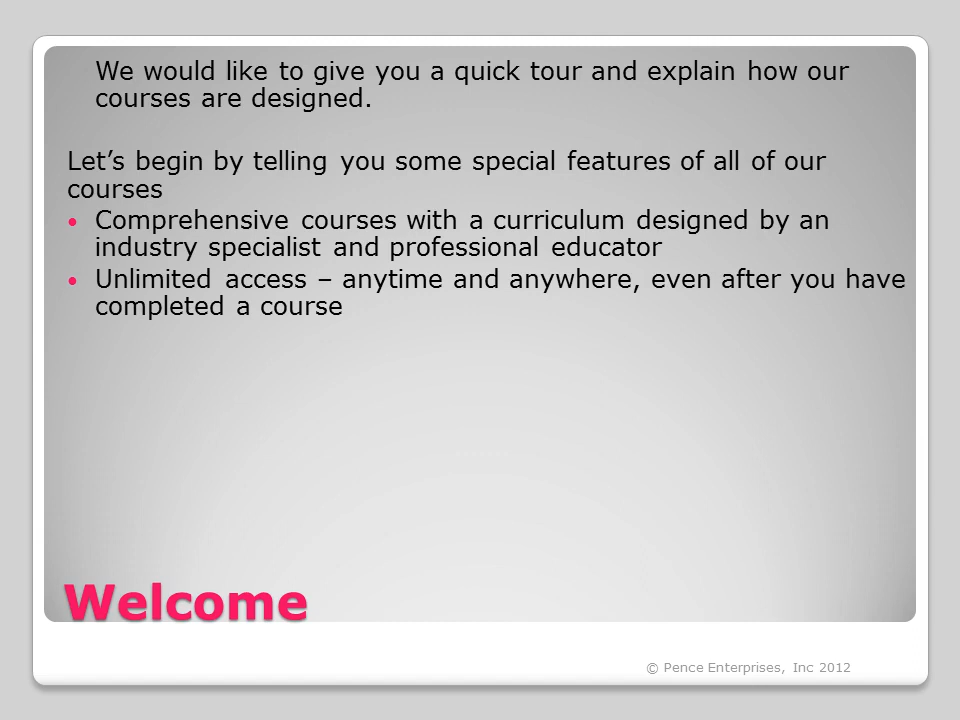 We would like to give you a quick tour and explain how our
courses are designed.
Let’s begin by telling you some special features of all of our
courses
• Comprehensive courses with a curriculum designed by an
industry specialist and professional educator
• Unlimited access – anytime and anywhere, even after you have
completed a course
Welcome
© Pence Enterprises, Inc 2012